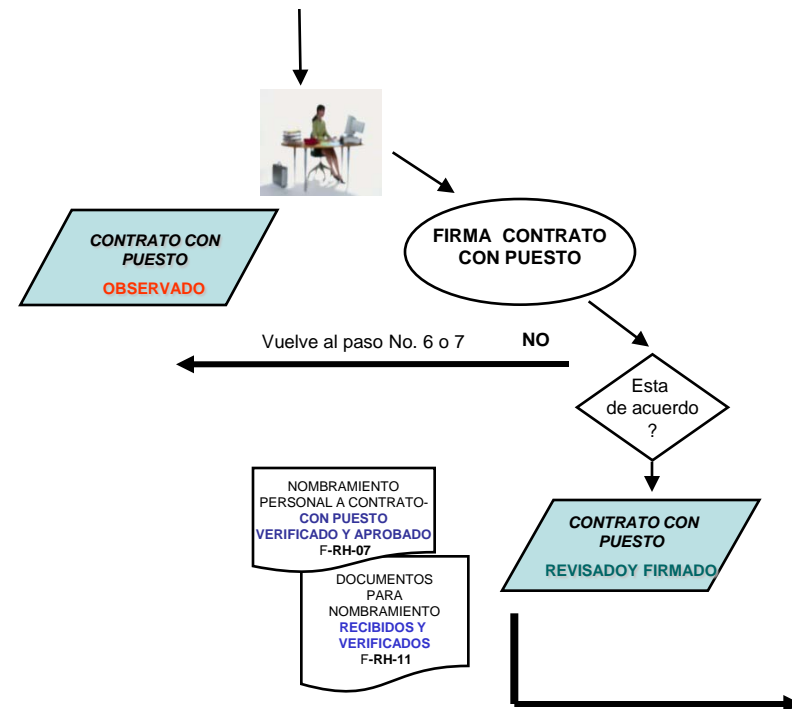 CONTRATO CON
PUESTO
OBSERVADO
FIRMA CONTRATO
CON PUESTO
Vuelve al paso No. 6 o 7
NO
Esta
de acuerdo
?
NOMBRAMIENTO
PERSONAL A CONTRATO-
CON PUESTO
VERIFICADO Y APROBADO
F-RH-07
DOCUMENTOS
PARA
NOMBRAMIENTO
RECIBIDOS Y
VERIFICADOS
F-RH-11
CONTRATO CON
PUESTO
REVISADOY FIRMADO